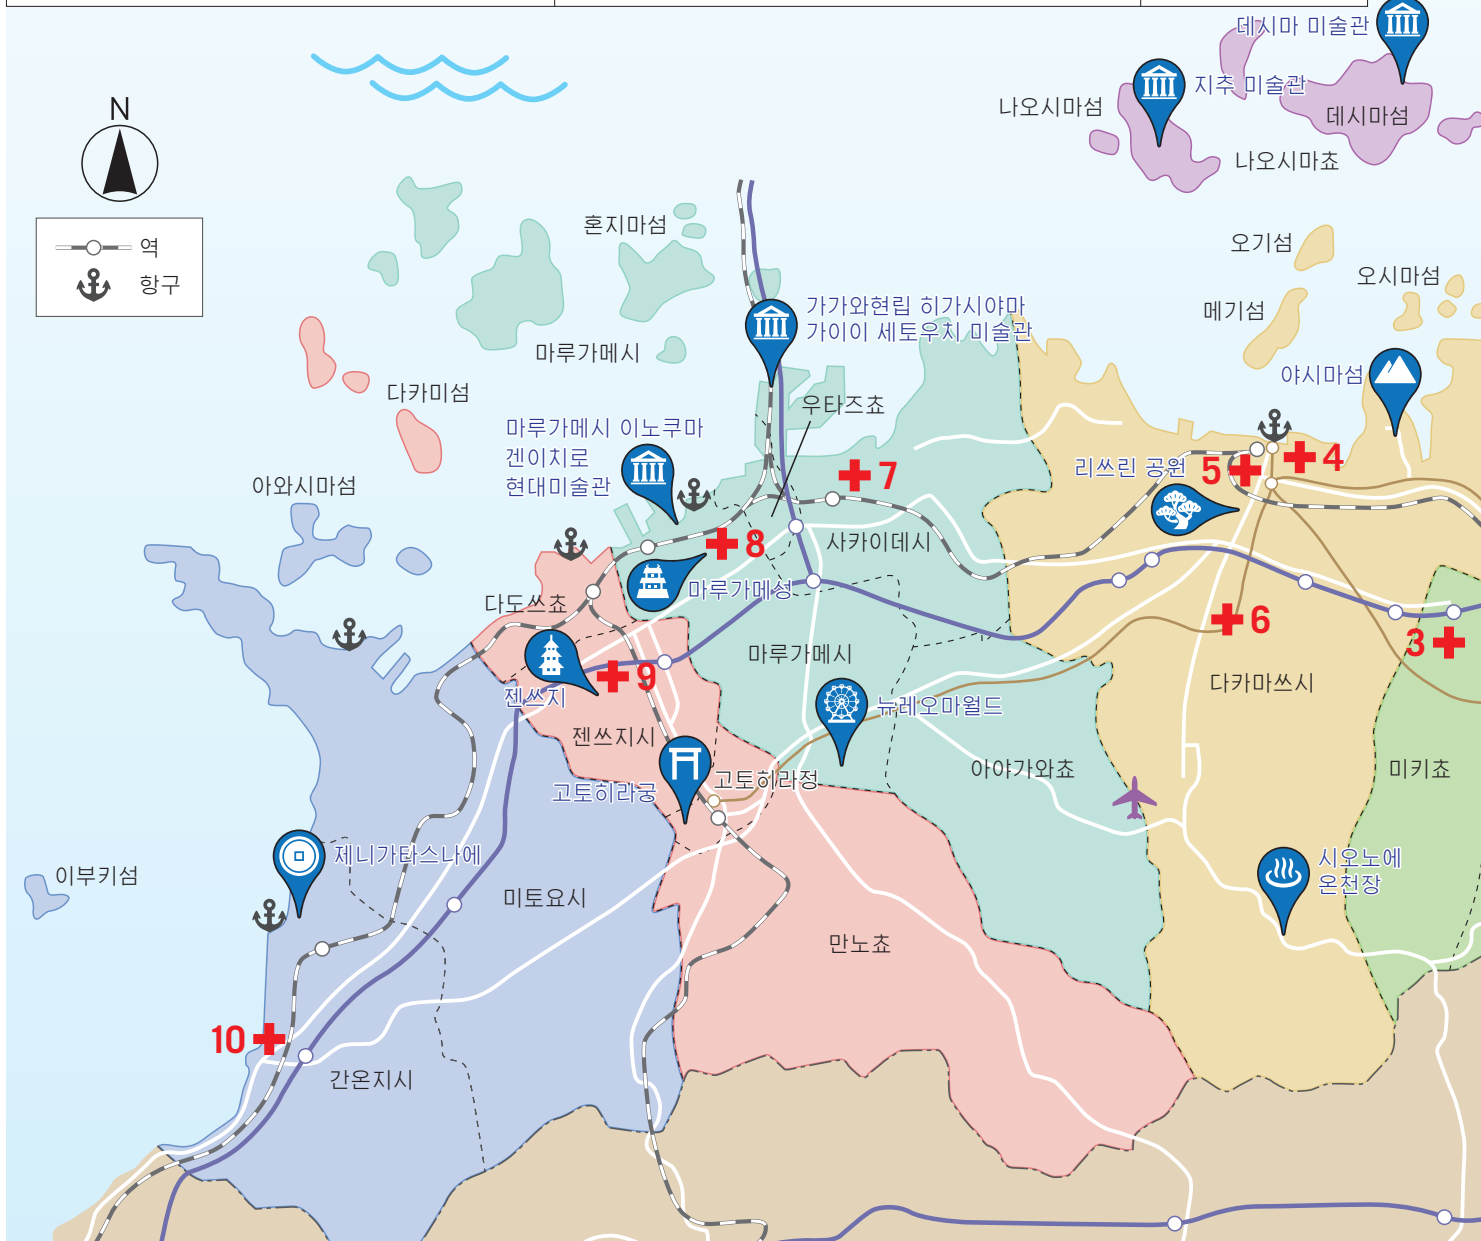 데시마 미술관
지추 미술관
나오시마섬
데시마섬
나오시마쵸
N
역
항구
혼지마섬
오기섬
오시마섬
메기섬
가가와현립 히가시야마
가이이 세토우치 미술관
마루가메시
야시마섬
다카미섬
우타즈쵸
마루가메시 이노쿠마
겐이치로
현대미술관
리쓰린 공원
5
4
7
아와시마섬
8
사카이데시
마루가메성
다도쓰쵸
6
3
마루가메시
9
다카마쓰시
젠쓰지
뉴레오마월드
젠쓰지시
고토히라궁
고토히라정
아야가와쵸
미키쵸
제니가타스나에
시오노에
온천장
이부키섬
미토요시
만노쵸
10
간온지시